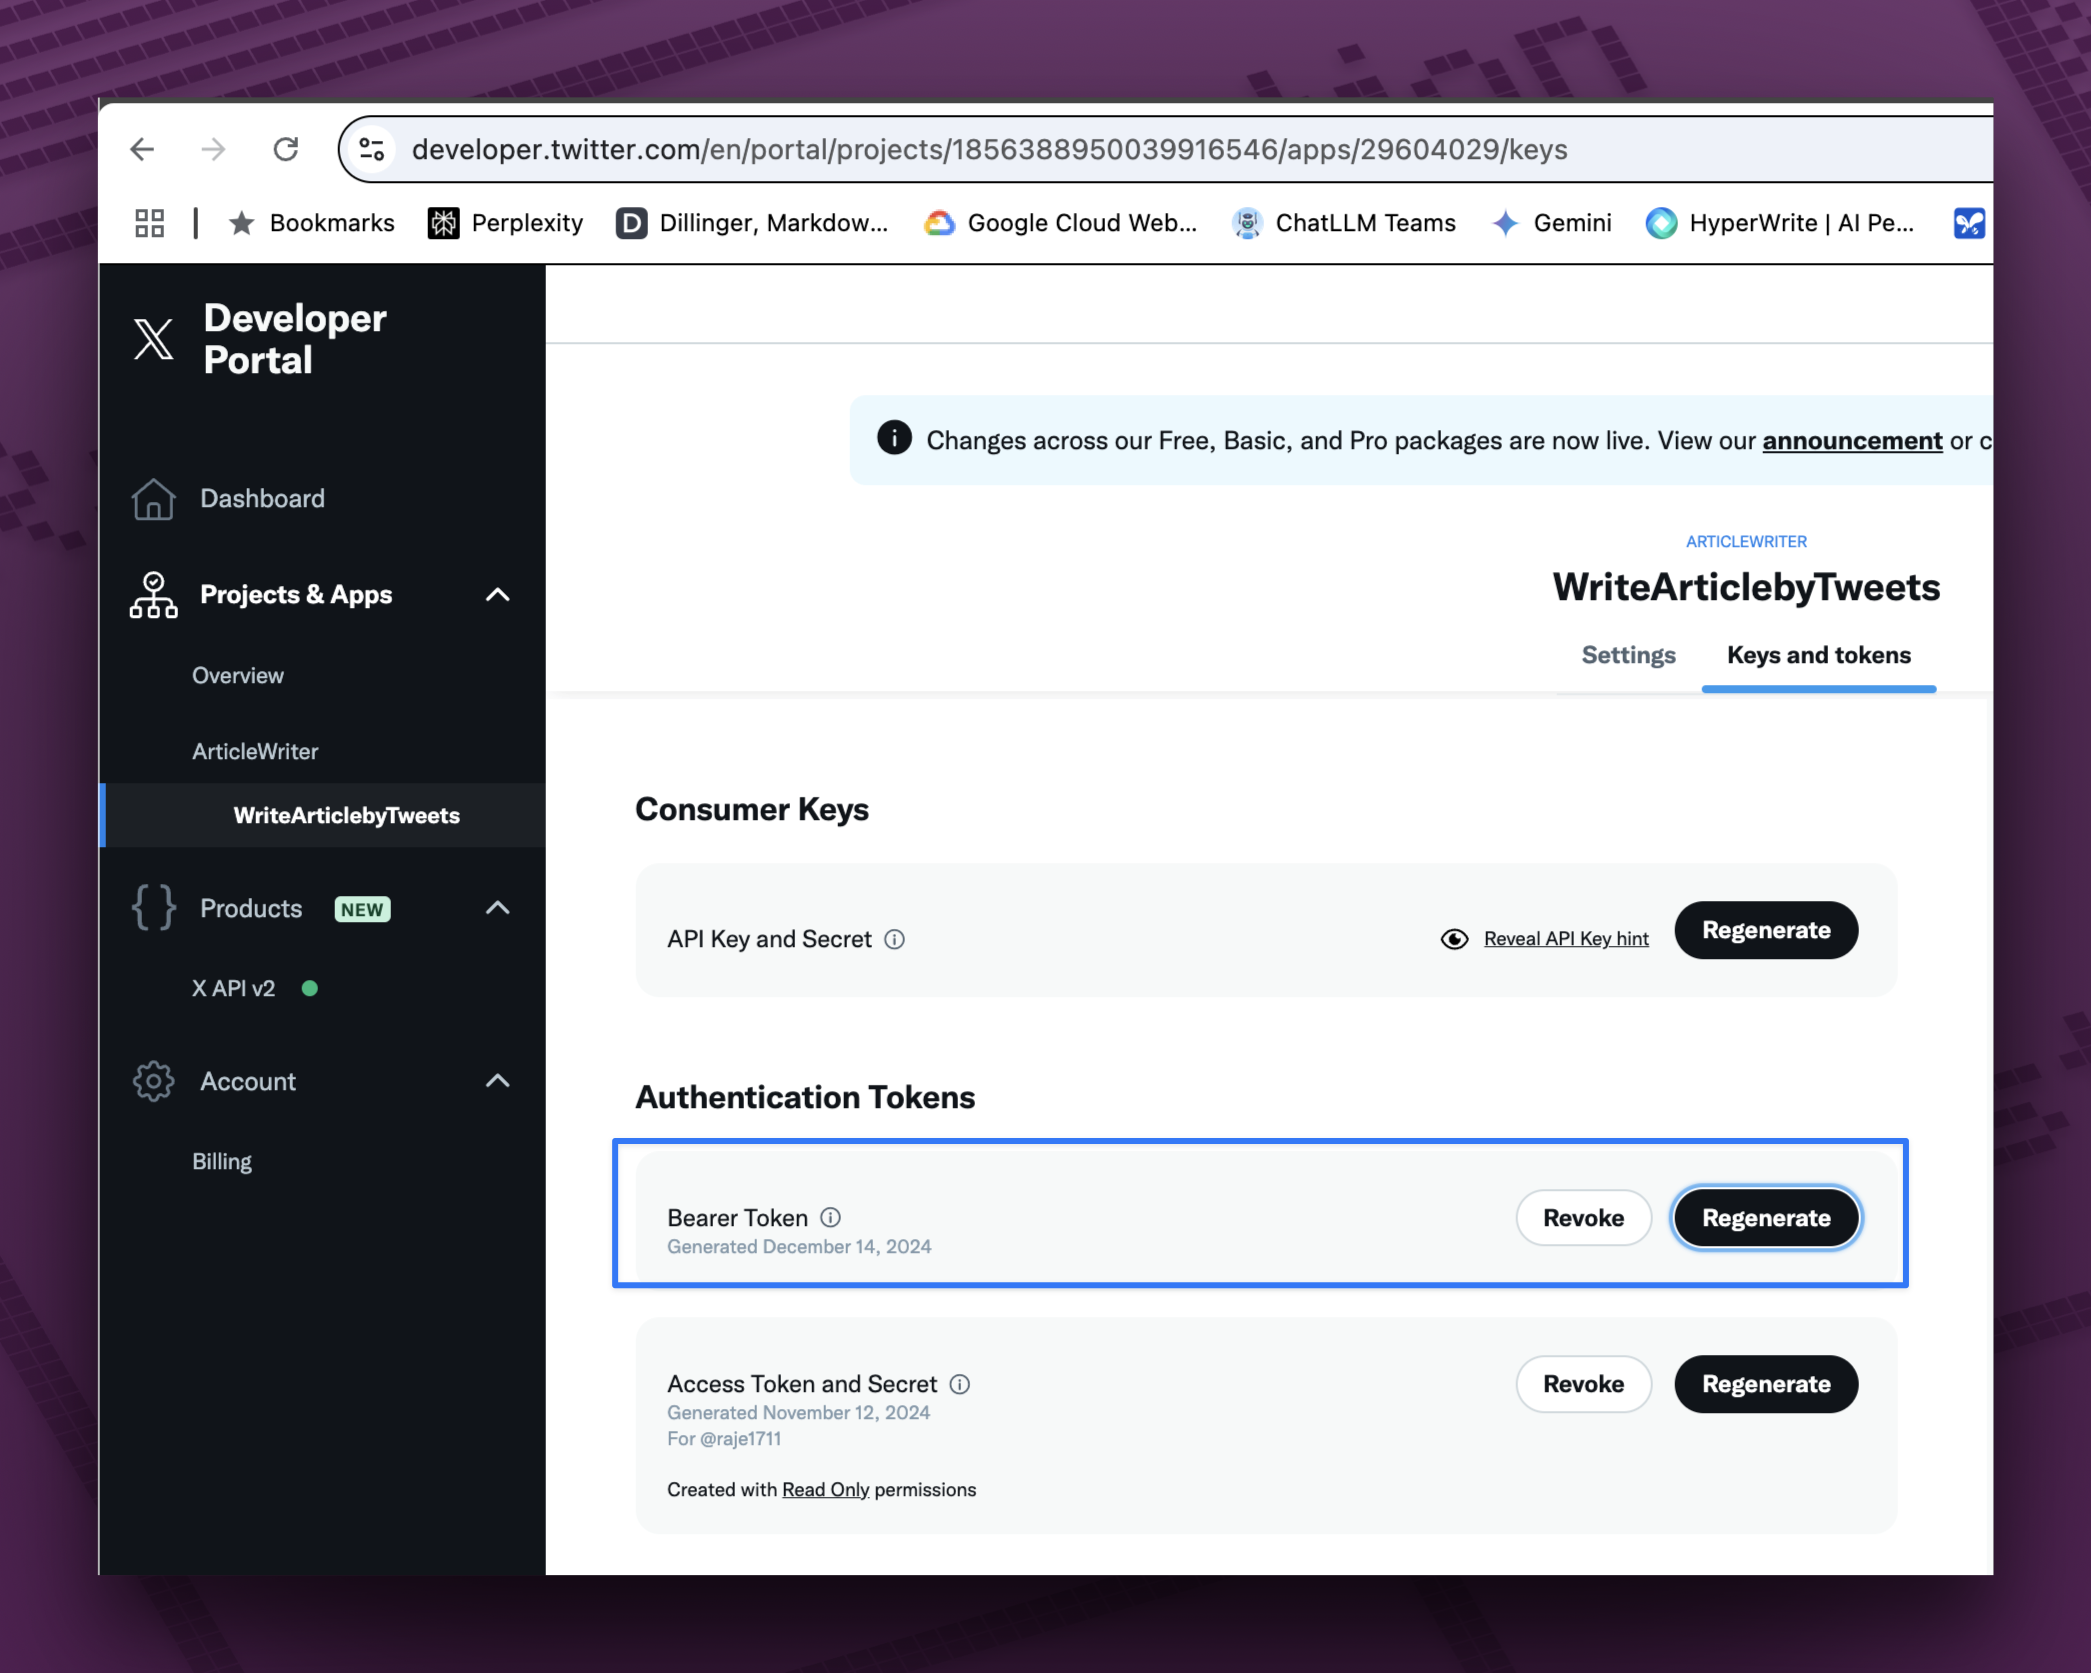 developer.twitter.com/en/portal/projects/1856388950039916546/apps/29604029/keys
Bookmarks Perplexity D Dillinger, Markdow... Google Cloud Web... ChatLLM Teams Gemini HyperWrite | AI Pe...
Developer
Portal
Changes across our Free, Basic, and Pro packages are now live. View our announcement or c
Dashboard
ARTICLEWRITER
WriteArticlebyTweets
Projects & Apps
Settings Keys and tokens
Overview
ArticleWriter
WriteArticlebyTweets
Products NEW
X API v2
Account
Billing
Consumer Keys
API Key and Secret Reveal API Key hint Regenerate
Authentication Tokens
Bearer Token Revoke Regenerate
Generated December 14, 2024
Access Token and Secret Revoke Regenerate
Generated November 12, 2024
For @raje1711
Created with Read Only permissions